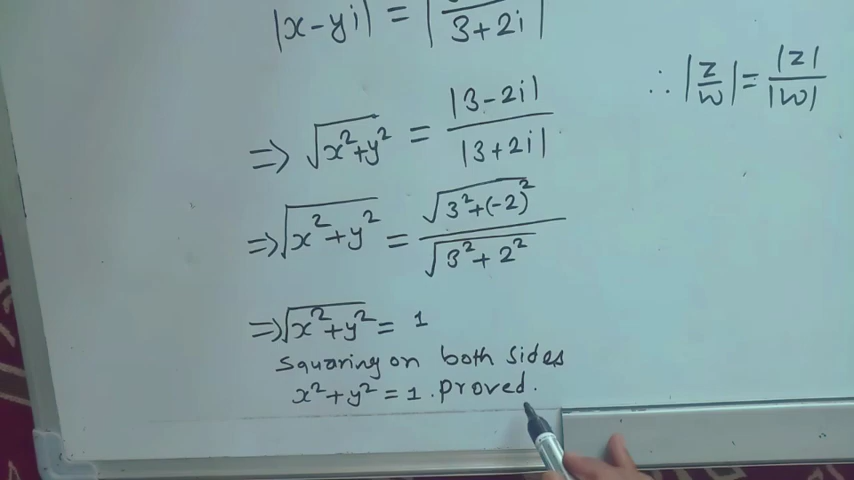 |x-yi| = |/3+2i|
∴ |z/w| = |z|/|w|
⇒ √x²+y² = |3-2i|/|3+2i|
⇒ √x²+y² = √3²+(-2)²/√3²+2²
⇒ √x²+y² = 1
Squaring on both sides
x²+y² = 1. proved.